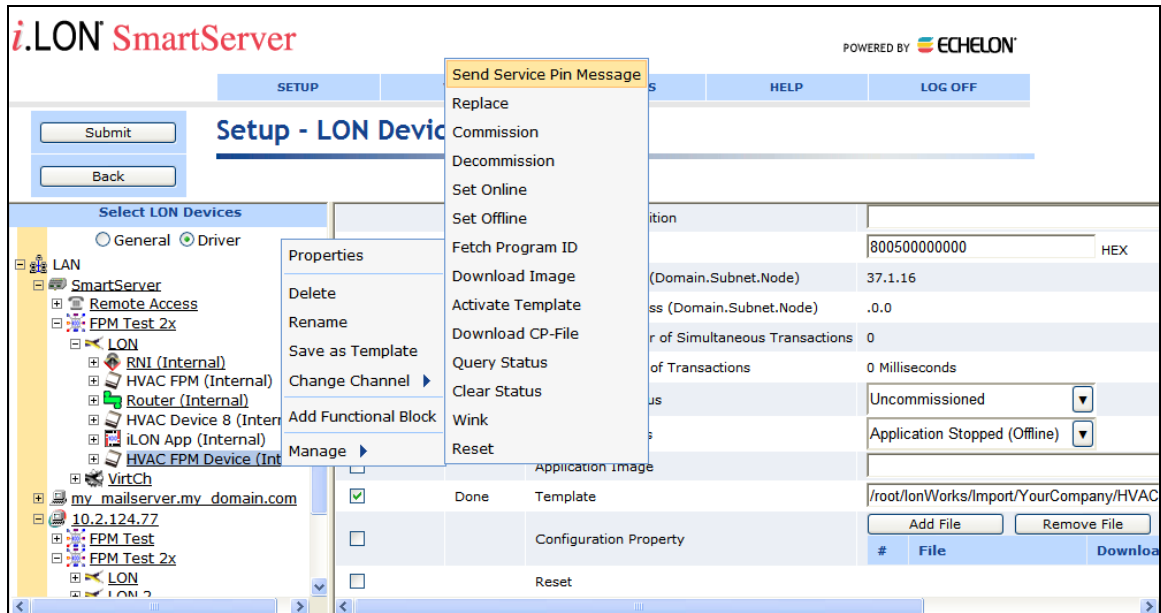 i.LON SmartServer
POWERED BY ECHELON
SETUP
S
HELP
LOG OFF
Submit
Back
Setup - LON Devic
Send Service Pin Message
Replace
Commission
Decommission
Set Online
Set Offline
Fetch Program ID
Download Image
Activate Template
Download CP-File
Query Status
Clear Status
Wink
Reset
Select LON Devices
General Driver
LAN
SmartServer
Remote Access
FPM Test 2x
LON
RNI (Internal)
HVAC FPM (Internal)
Router (Internal)
HVAC Device 8 (Intern
iLON App (Internal)
HVAC FPM Device (Int
VirtCh
my_mailserver.my_domain.com
10.2.124.77
FPM Test
FPM Test 2x
LON
LON 2
Properties
Delete
Rename
Save as Template
Change Channel
Add Functional Block
Manage
ition
800500000000 HEX
(Domain.Subnet.Node) 37.1.16
ss (Domain.Subnet.Node) .0.0
r of Simultaneous Transactions 0
of Transactions 0 Milliseconds
us Uncommissioned
s Application Stopped (Offline)
Application Image
Done Template /root/lonWorks/Import/YourCompany/HVAC
Configuration Property
Add File Remove File
# File Downloa
Reset